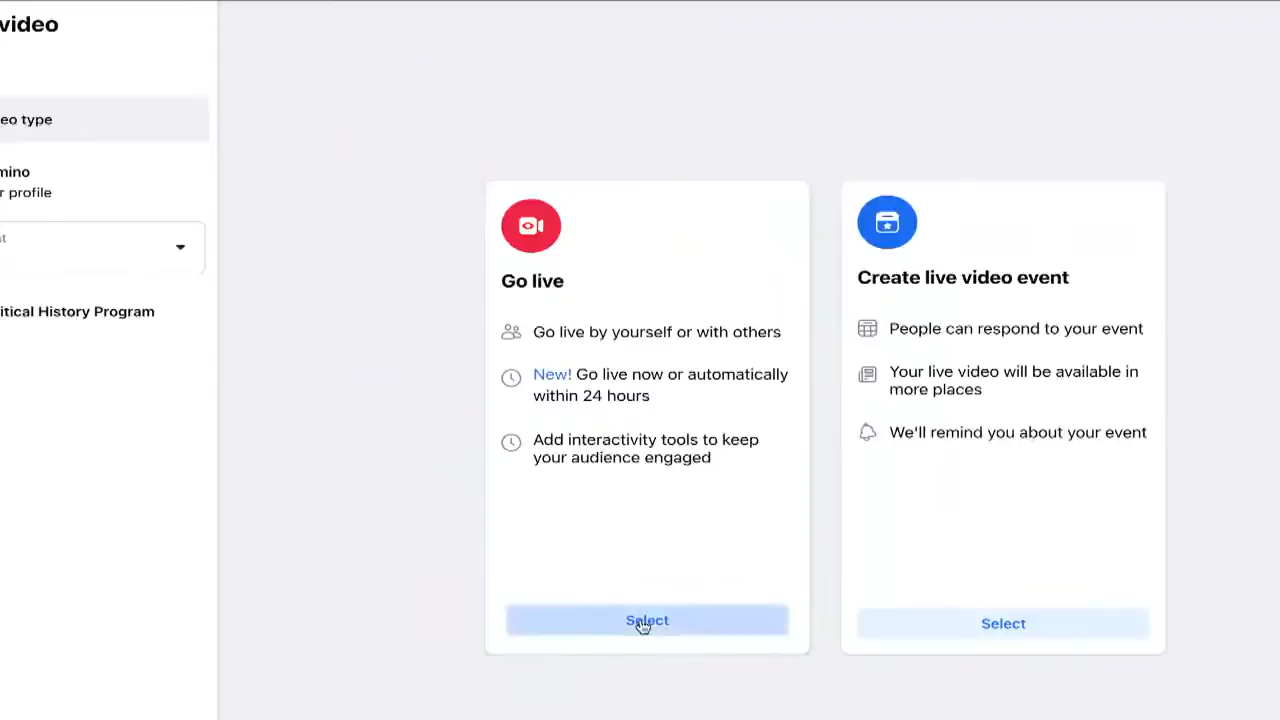 video
eo type
mino
r profile
t
itical History Program
Go live
Go live by yourself or with others
New! Go live now or automatically
within 24 hours
Add interactivity tools to keep
your audience engaged
Select
Create live video event
People can respond to your event
Your live video will be available in
more places
We'll remind you about your event
Select